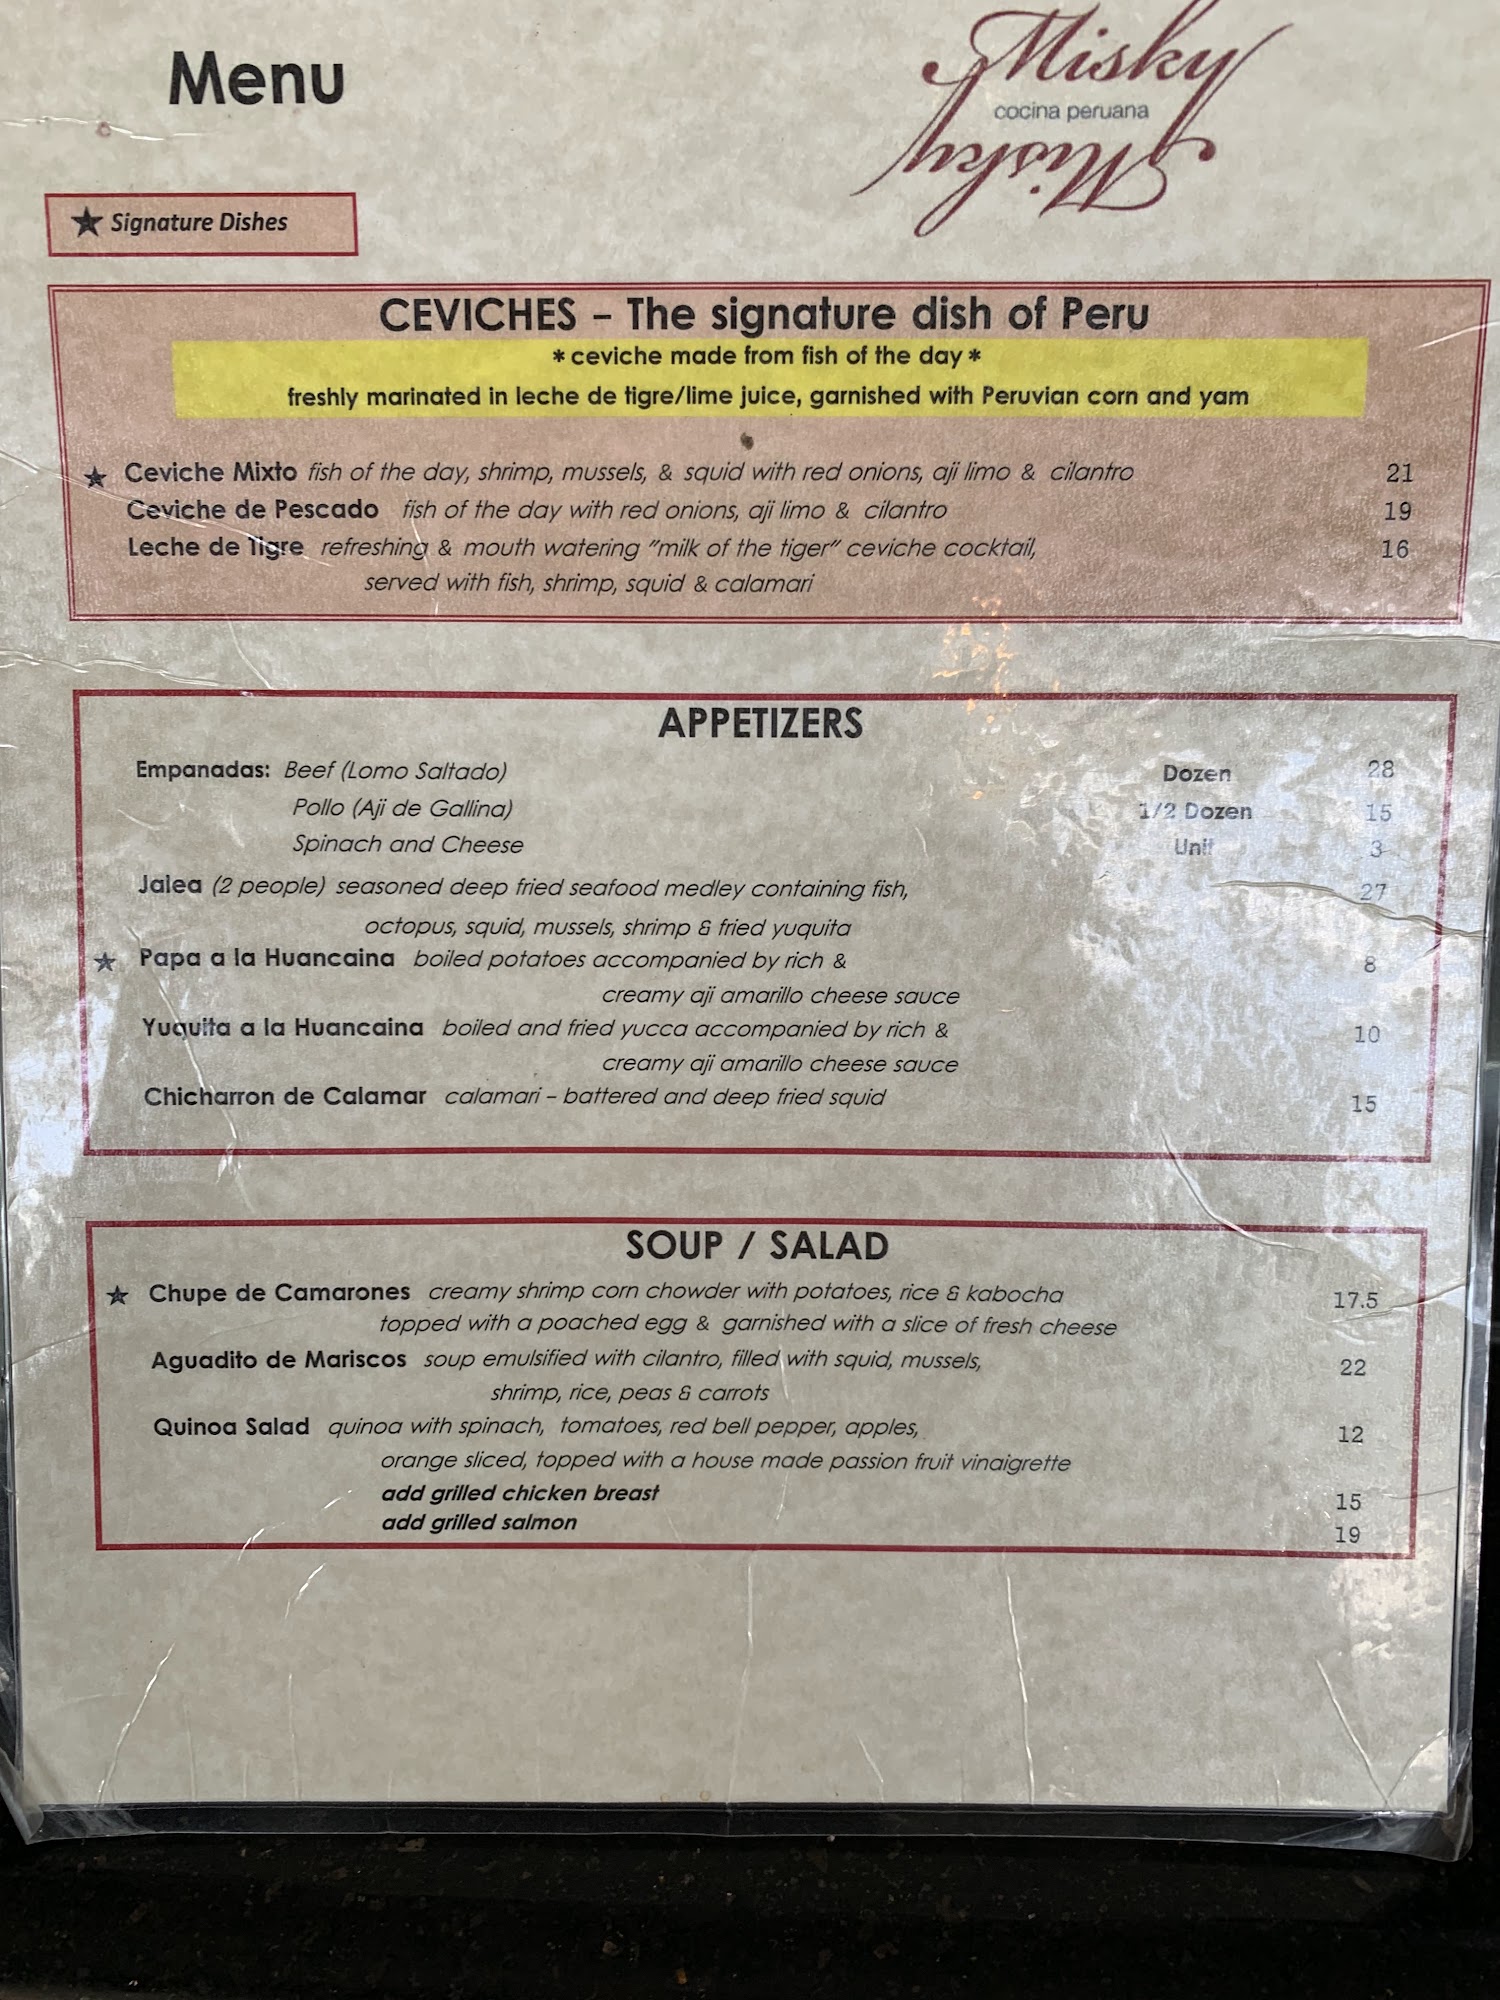 Menu
Misky
cocina peruana
Misky
★ Signature Dishes
CEVICHES – The signature dish of Peru
*ceviche made from fish of the day*
freshly marinated in leche de tigre/lime juice, garnished with Peruvian corn and yam
★ Ceviche Mixto fish of the day, shrimp, mussels, & squid with red onions, aji limo & cilantro 21
Ceviche de Pescado fish of the day with red onions, aji limo & cilantro 19
Leche de Tigre refreshing & mouth watering "milk of the tiger" ceviche cocktail, 16
served with fish, shrimp, squid & calamari
APPETIZERS
Empanadas: Beef (Lomo Saltado) Dozen 28
Pollo (Aji de Gallina) 1/2 Dozen 15
Spinach and Cheese Unit 3
Jalea (2 people) seasoned deep fried seafood medley containing fish, 27
octopus, squid, mussels, shrimp & fried yuquita
★ Papa a la Huancaina boiled potatoes accompanied by rich & 8
creamy aji amarillo cheese sauce
Yuquita a la Huancaina boiled and fried yucca accompanied by rich & 10
creamy aji amarillo cheese sauce
Chicharron de Calamar calamari – battered and deep fried squid 15
SOUP / SALAD
★ Chupe de Camarones creamy shrimp corn chowder with potatoes, rice & kabocha 17.5
topped with a poached egg & garnished with a slice of fresh cheese
Aguadito de Mariscos soup emulsified with cilantro, filled with squid, mussels, 22
shrimp, rice, peas & carrots
Quinoa Salad quinoa with spinach, tomatoes, red bell pepper, apples, 12
orange sliced, topped with a house made passion fruit vinaigrette
add grilled chicken breast 15
add grilled salmon 19